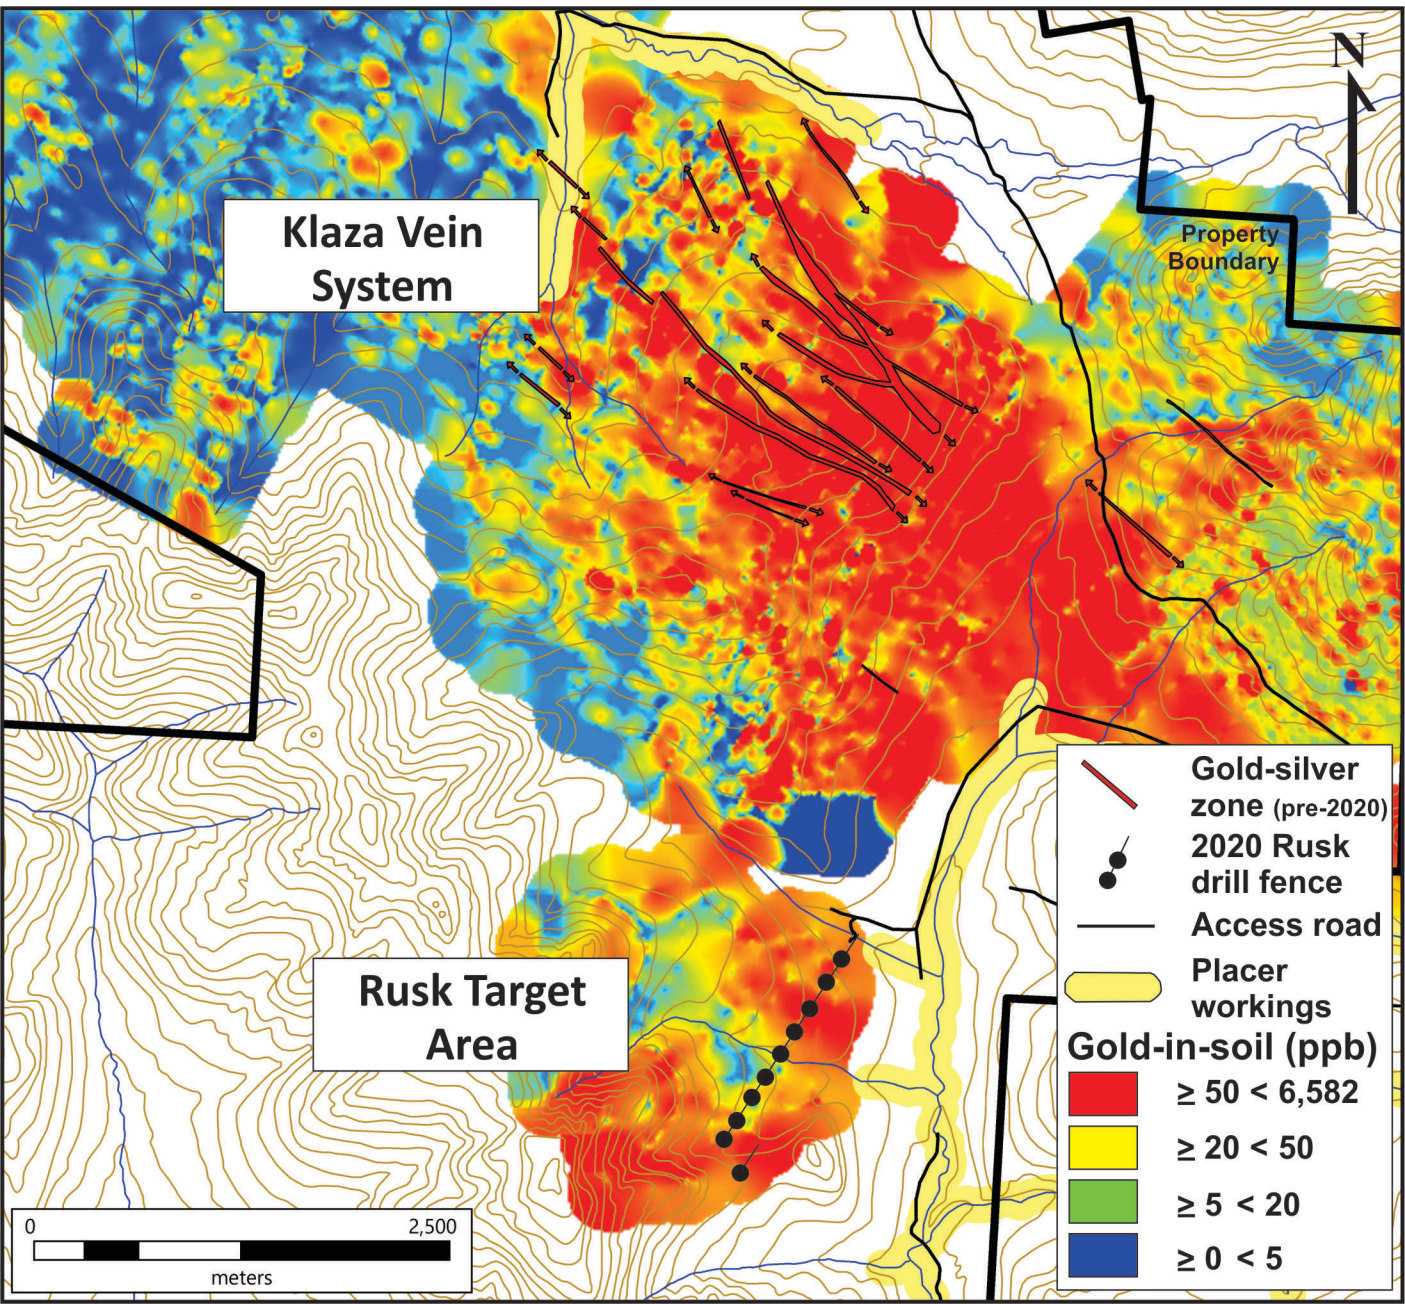 N
Klaza Vein
System
Property
Boundary
Rusk Target
Area
Gold-silver
zone (pre-2020)
2020 Rusk
drill fence
Access road
Placer
workings
Gold-in-soil (ppb)
≥ 50 < 6,582
≥ 20 < 50
≥ 5 < 20
≥ 0 < 5
0 2,500
meters